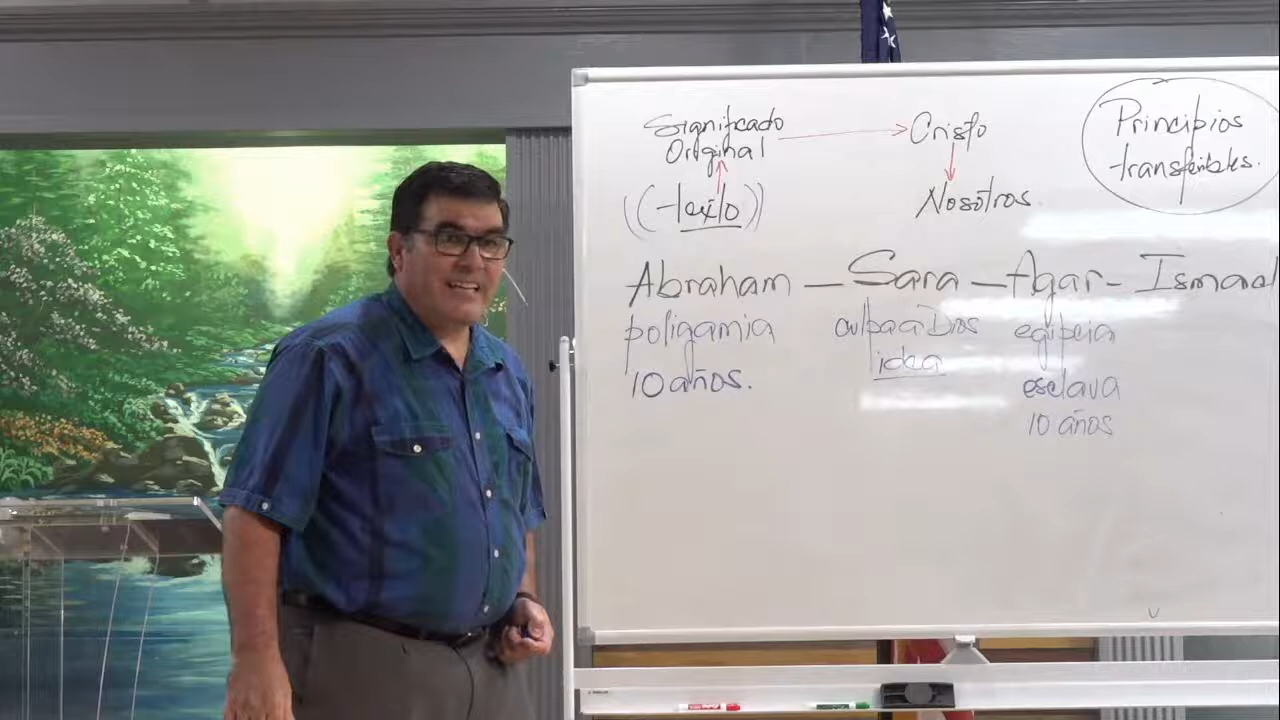 Significado
Original
Cristo
Principios
transferibles.
((texto))
Nosotros.
Abraham – Sara – Agar - Ismael
poligamia
culpa a Dios
egipcia
10 años.
idea
esclava
10 años